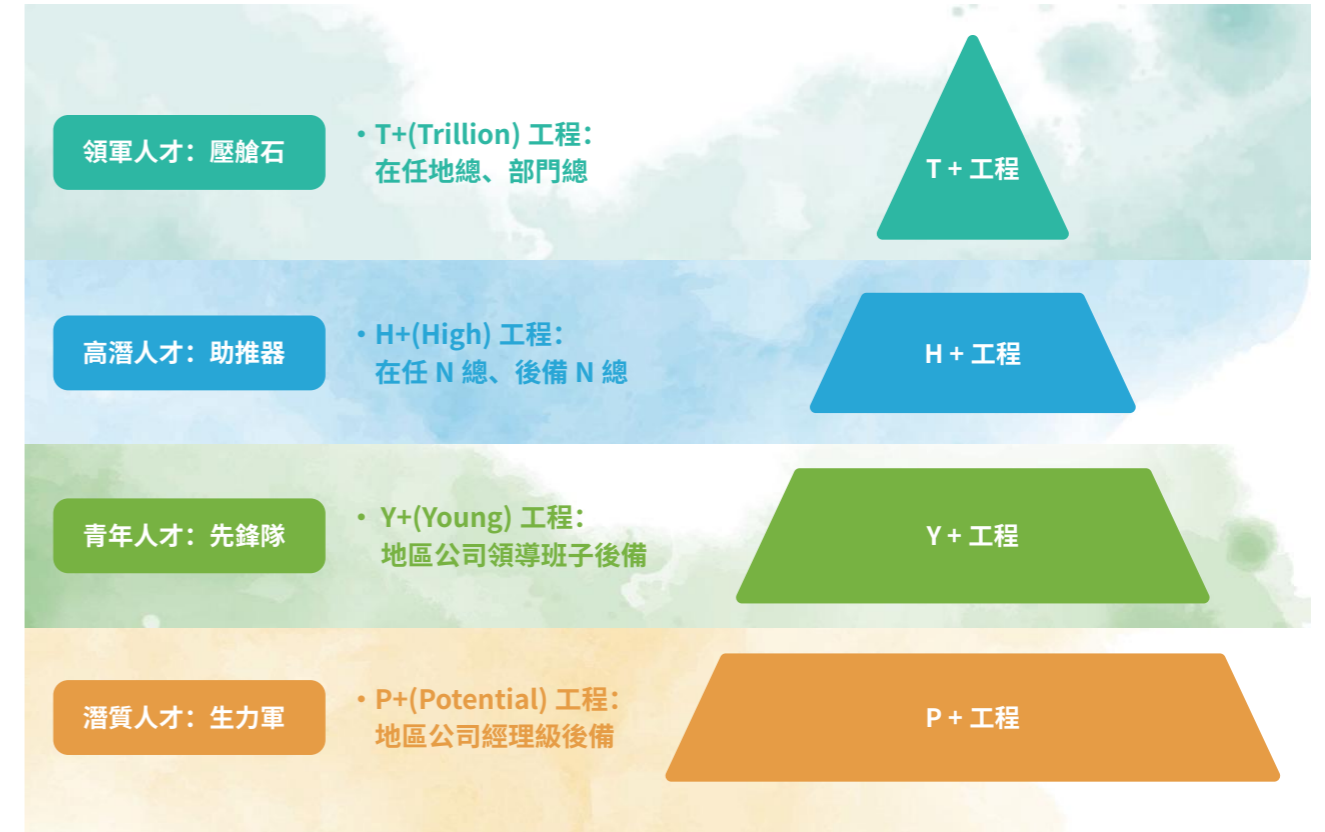 領軍人才：壓艙石
・T+(Trillion) 工程：
在任地總、部門總
T + 工程
高潛人才：助推器
・H+(High) 工程：
在任 N 總、後備 N 總
H + 工程
青年人才：先鋒隊
・ Y+(Young) 工程：
地區公司領導班子後備
Y + 工程
潛質人才：生力軍
・P+(Potential) 工程：
地區公司經理級後備
P + 工程